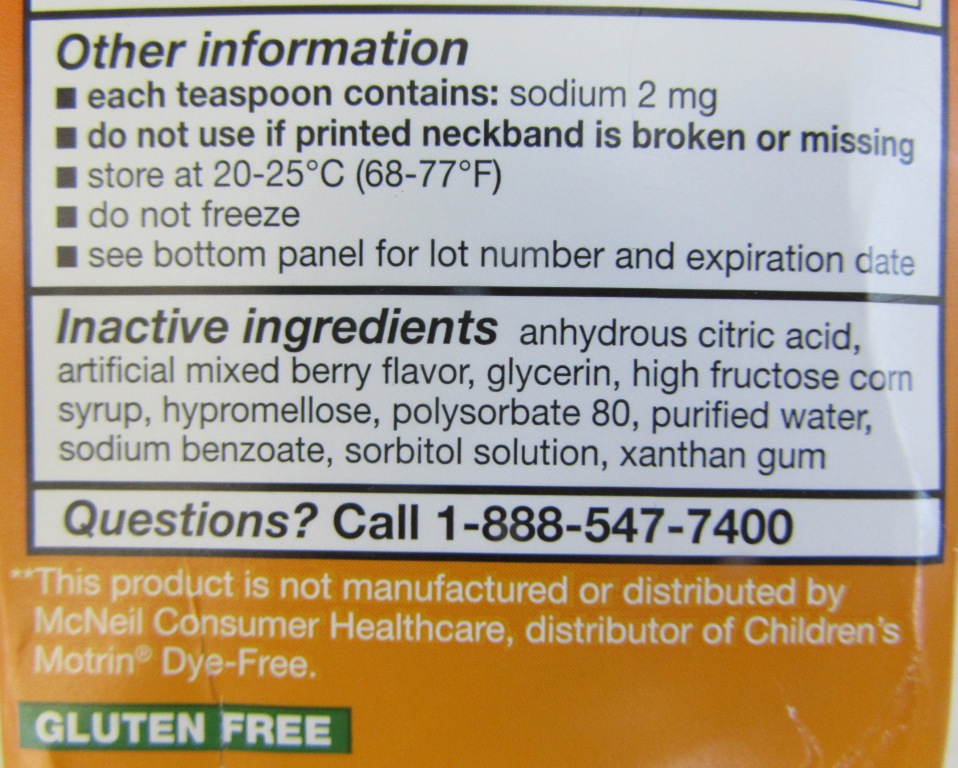 Other information
■ each teaspoon contains: sodium 2 mg
■ do not use if printed neckband is broken or missing
■ store at 20-25°C (68-77°F)
■ do not freeze
■ see bottom panel for lot number and expiration date
Inactive ingredients anhydrous citric acid,
artificial mixed berry flavor, glycerin, high fructose corn
syrup, hypromellose, polysorbate 80, purified water,
sodium benzoate, sorbitol solution, xanthan gum
Questions? Call 1-888-547-7400
**This product is not manufactured or distributed by
McNeil Consumer Healthcare, distributor of Children's
Motrin® Dye-Free.
GLUTEN FREE